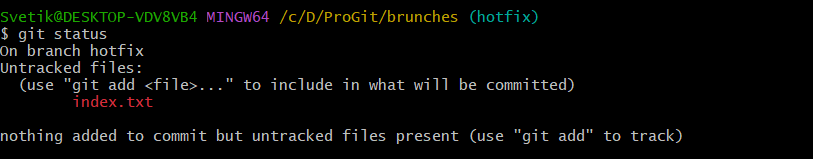 Svetik@DESKTOP-VDV8VB4 MINGW64 /c/D/ProGit/brunches (hotfix)
$ git status
On branch hotfix
Untracked files:
  (use "git add <file>..." to include in what will be committed)
        index.txt

nothing added to commit but untracked files present (use "git add" to track)